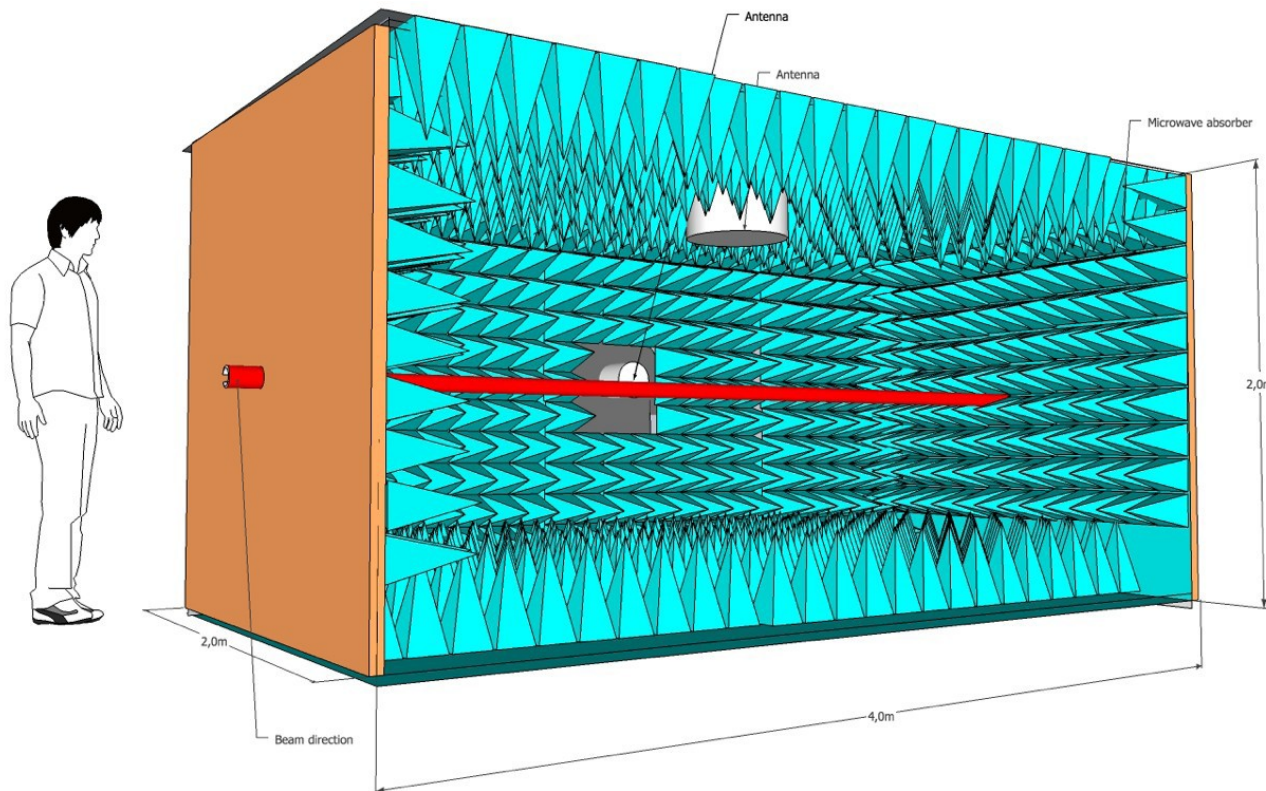 Antenna
Antenna
Microwave absorber
2,0m
2,0m
4,0m
Beam direction